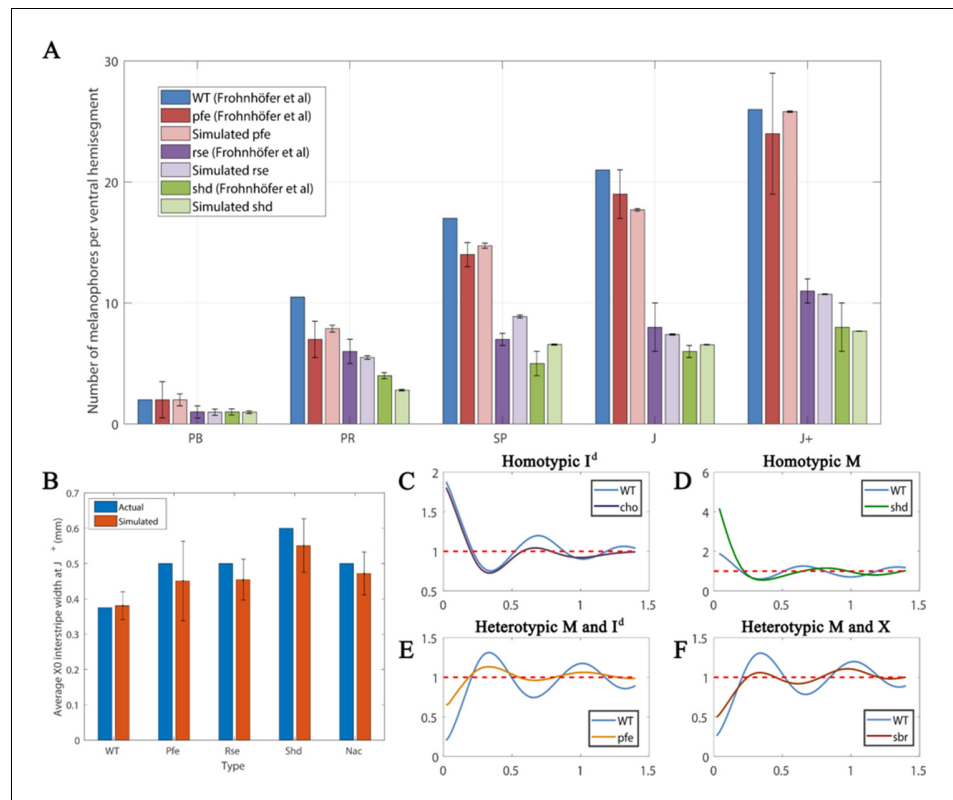 A
Number of melanophores per ventral hemisegment
30
20
10
0
WT (Frohnhöfer et al)
pfe (Frohnhöfer et al)
Simulated pfe
rse (Frohnhöfer et al)
Simulated rse
shd (Frohnhöfer et al)
Simulated shd
PB
PR
SP
J
J+
B
Average X0 interstripe width at J + (mm)
0.7
0.6
0.5
0.4
0.3
0.2
0.1
0
Actual
Simulated
WT
Pfe
Rse
Shd
Nac
Type
C
Homotypic Iᵈ
2
1.5
1
0.5
WT
cho
0
0.5
1
1.5
D
Homotypic M
6
4
2
0
WT
shd
0
0.5
1
1.5
E
Heterotypic M and Iᵈ
1.5
1
0.5
0
WT
pfe
0
0.5
1
1.5
F
Heterotypic M and X
1.5
1
0.5
0
WT
sbr
0
0.5
1
1.5